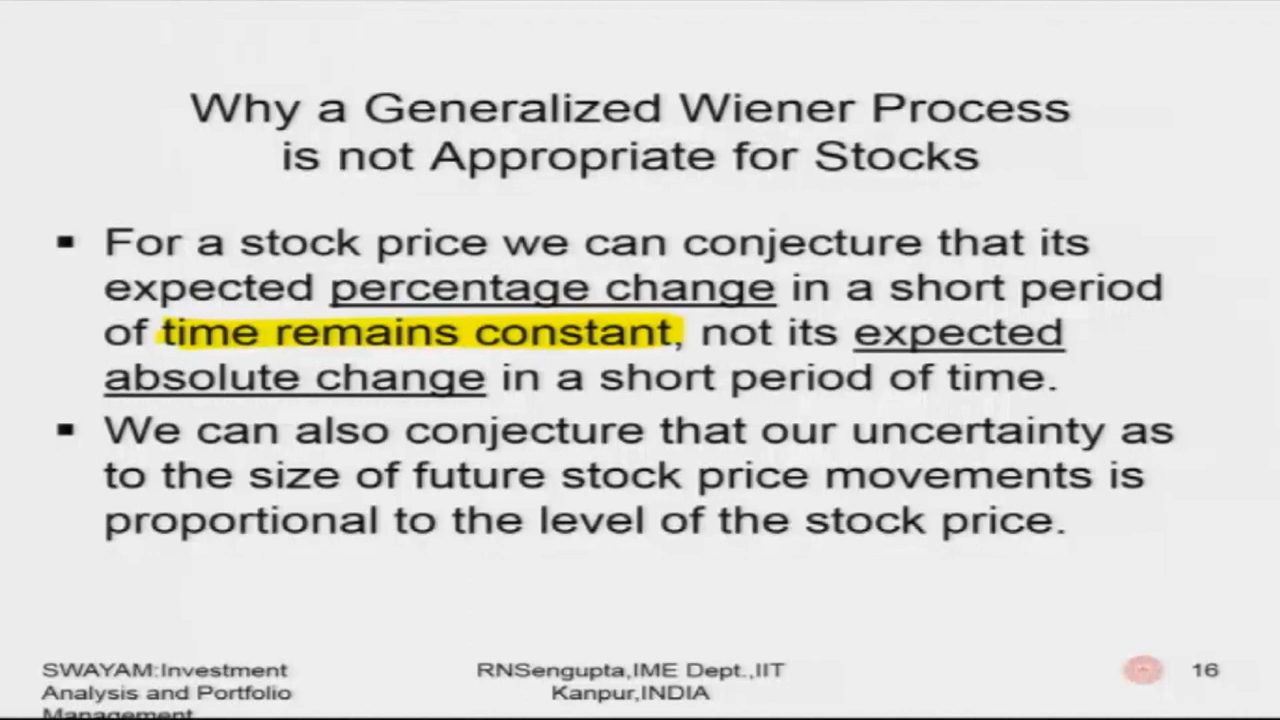 Why a Generalized Wiener Process
is not Appropriate for Stocks
▪ For a stock price we can conjecture that its
expected percentage change in a short period
of time remains constant, not its expected
absolute change in a short period of time.
▪ We can also conjecture that our uncertainty as
to the size of future stock price movements is
proportional to the level of the stock price.
SWAYAM:Investment
Analysis and Portfolio
Management
RNSengupta,IME Dept.,IIT
Kanpur,INDIA
16